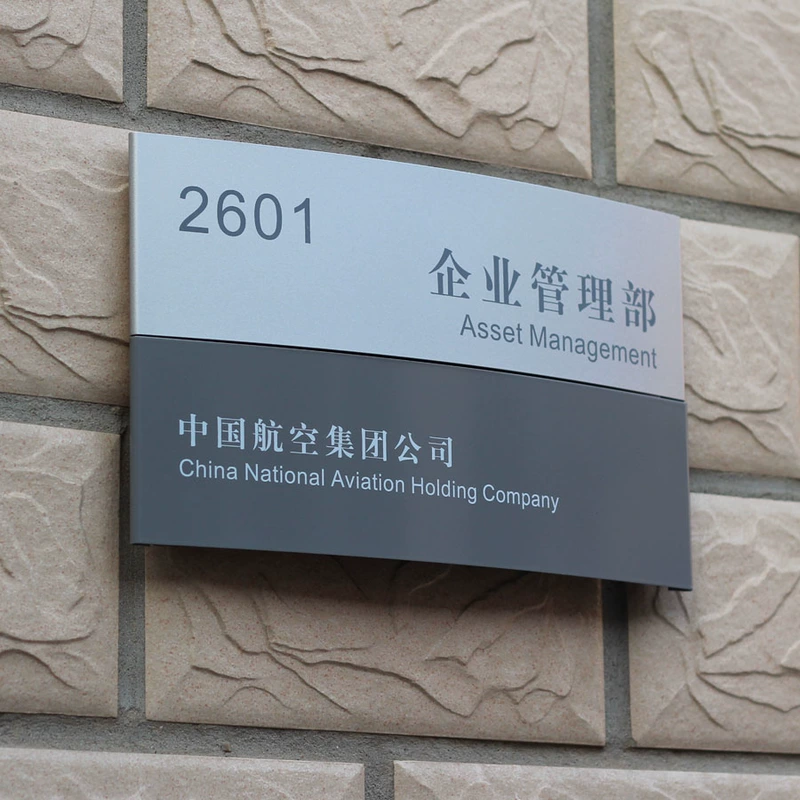 2601
企业管理部
Asset Management
中国航空集团公司
China National Aviation Holding Company